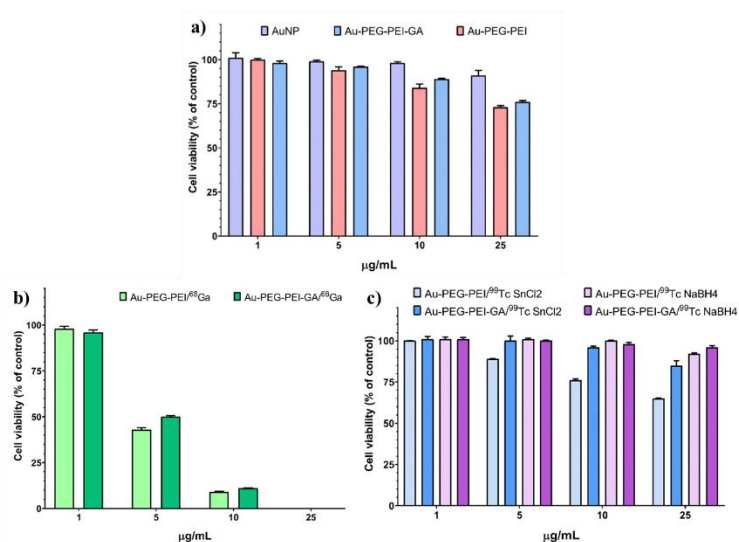 a)
AuNP Au-PEG-PEI-GA Au-PEG-PEI
Cell viability (% of control)
100
75
50
25
0
1 5 10 25
μg/mL
b)
Au-PEG-PEI/⁶⁸Ga
Au-PEG-PEI-GA/⁶⁸Ga
Cell viability (% of control)
100
75
50
25
0
1 5 10 25
μg/mL
c)
Au-PEG-PEI/⁹⁹Tc SnCl2 Au-PEG-PEI/⁹⁹Tc NaBH4
Au-PEG-PEI-GA/⁹⁹Tc SnCl2 Au-PEG-PEI-GA/⁹⁹Tc NaBH4
Cell viability (% of control)
100
75
50
25
0
1 5 10 25
μg/mL